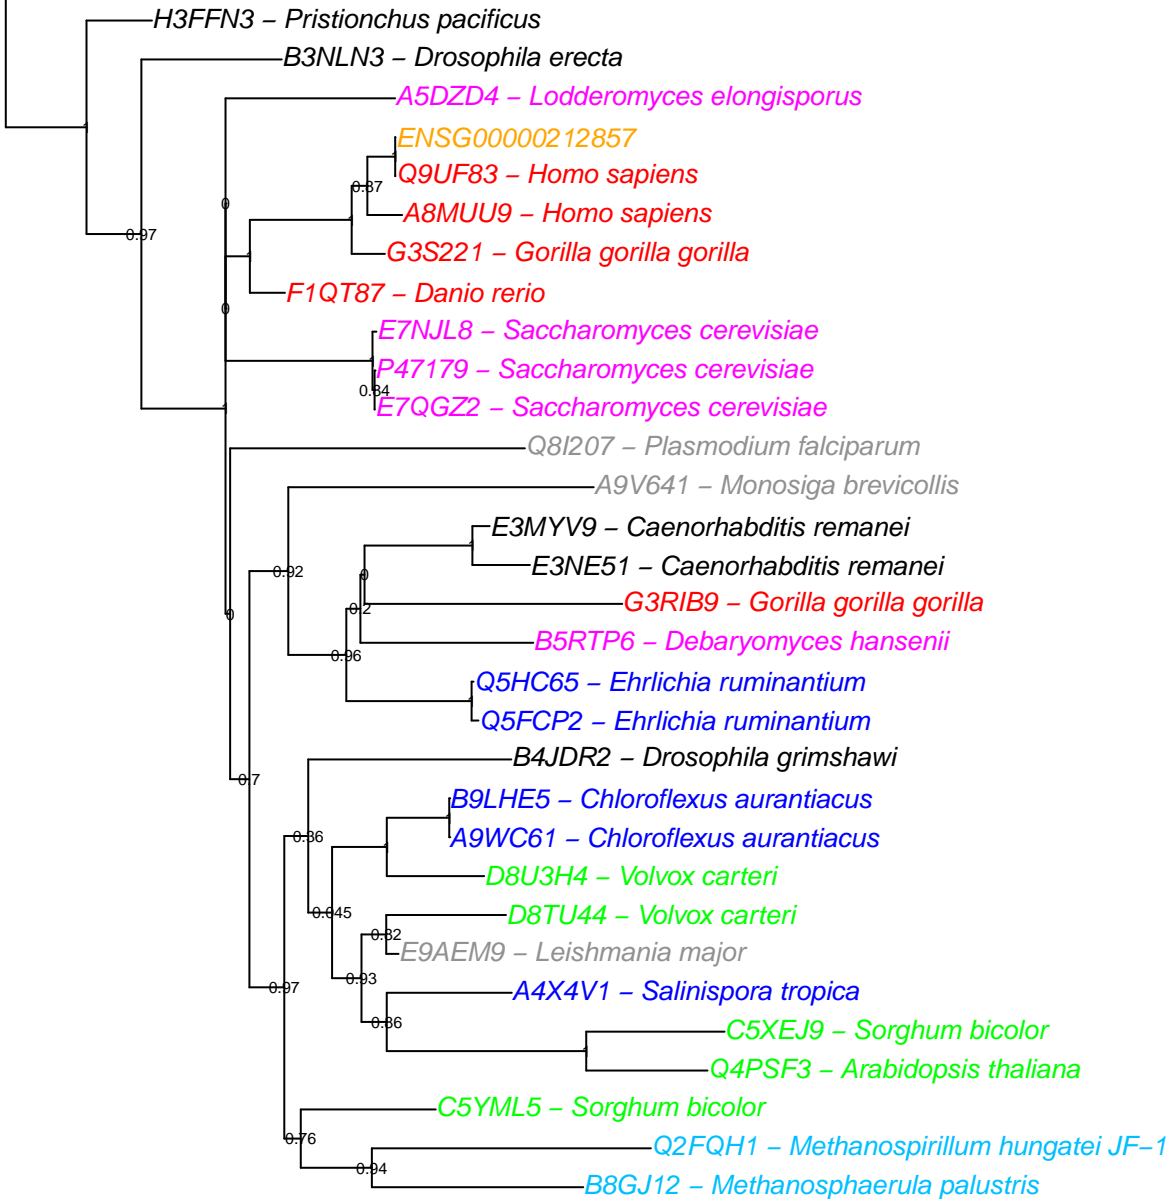 H3FFN3 – Pristionchus pacificus
B3NLN3 – Drosophila erecta
A5DZD4 – Lodderomyces elongisporus
ENSG00000212857
Q9UF83 – Homo sapiens
0.87
0
A8MUU9 – Homo sapiens
0.97
G3S221 – Gorilla gorilla gorilla
F1QT87 – Danio rerio
0
E7NJL8 – Saccharomyces cerevisiae
P47179 – Saccharomyces cerevisiae
0.84
E7QGZ2 – Saccharomyces cerevisiae
Q8I207 – Plasmodium falciparum
A9V641 – Monosiga brevicollis
E3MYV9 – Caenorhabditis remanei
E3NE51 – Caenorhabditis remanei
0.92
0
G3RIB9 – Gorilla gorilla gorilla
0.2
0
B5RTP6 – Debaryomyces hansenii
0.96
Q5HC65 – Ehrlichia ruminantium
Q5FCP2 – Ehrlichia ruminantium
B4JDR2 – Drosophila grimshawi
0.7
B9LHE5 – Chloroflexus aurantiacus
0.36
A9WC61 – Chloroflexus aurantiacus
D8U3H4 – Volvox carteri
0.045
D8TU44 – Volvox carteri
0.82
E9AEM9 – Leishmania major
0.93
0.97
A4X4V1 – Salinispora tropica
0.86
C5XEJ9 – Sorghum bicolor
Q4PSF3 – Arabidopsis thaliana
C5YML5 – Sorghum bicolor
0.76
Q2FQH1 – Methanospirillum hungatei JF–1
0.94
B8GJ12 – Methanosphaerula palustris